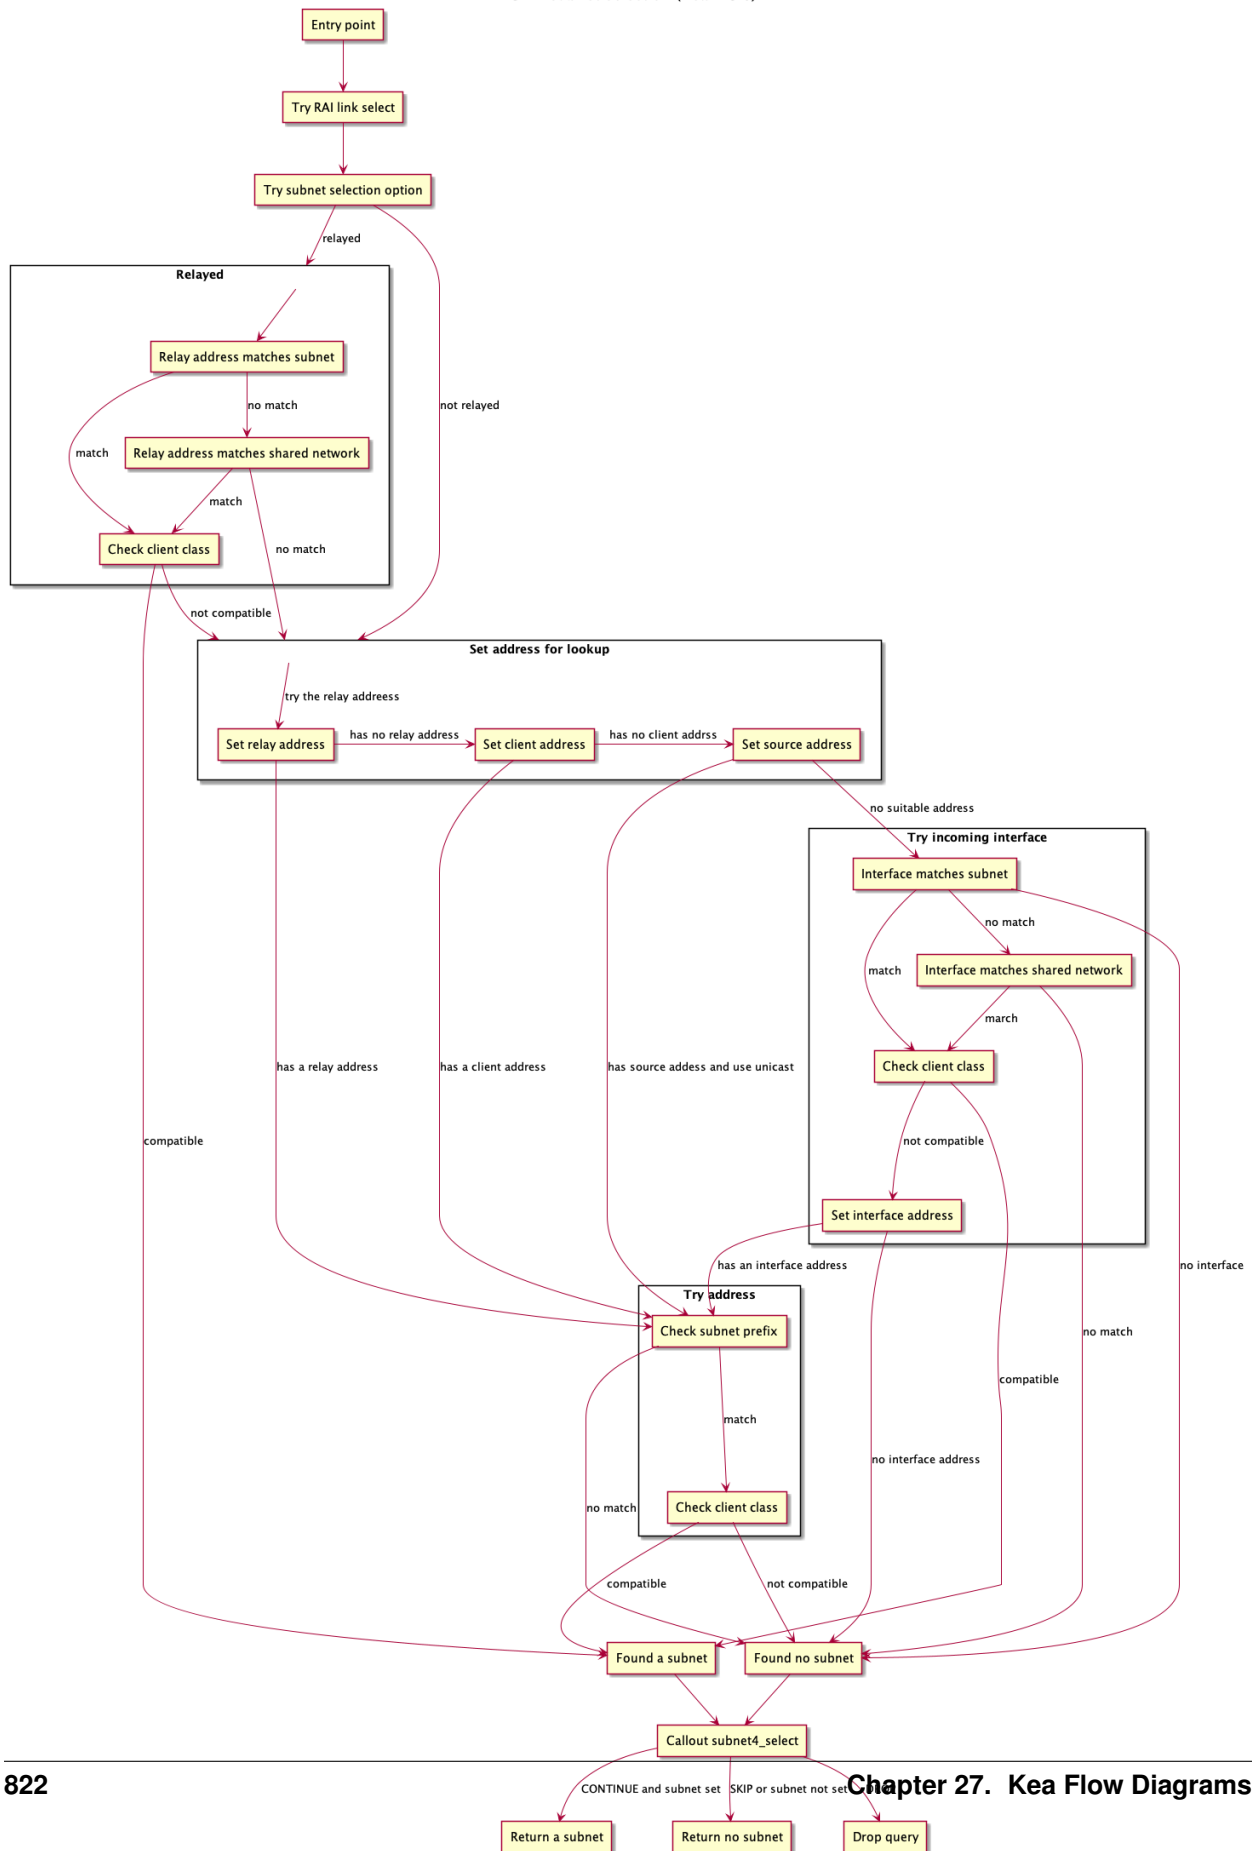 Entry point
Try RAI link select
Try subnet selection option
relayed
Relayed
Relay address matches subnet
no match
not relayed
match
Relay address matches shared network
match
no match
Check client class
not compatible
Set address for lookup
try the relay addreess
Set relay address
has no relay address
Set client address
has no client addrss
Set source address
no suitable address
Try incoming interface
Interface matches subnet
no match
match
Interface matches shared network
march
has a relay address
has a client address
has source addess and use unicast
Check client class
compatible
not compatible
Set interface address
has an interface address
no interface
Try address
Check subnet prefix
no match
compatible
match
no interface address
no match
Check client class
compatible
not compatible
Found a subnet
Found no subnet
Callout subnet4_select
822
Chapter 27. Kea Flow Diagrams
CONTINUE and subnet set
SKIP or subnet not set
Return a subnet
Return no subnet
Drop query